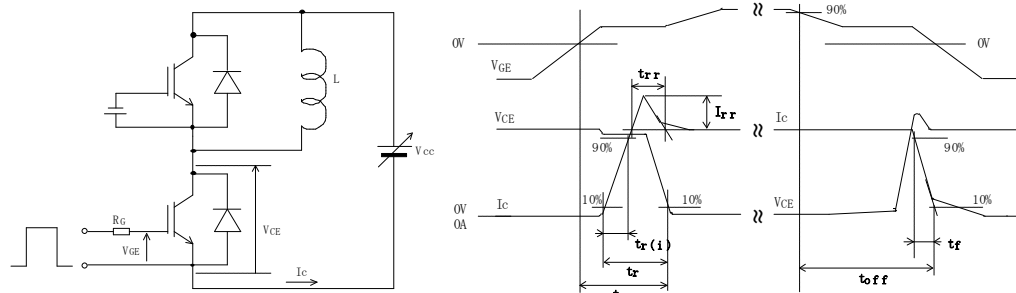 L
Vcc
RG
VGE
VCE
Ic
0V
VGE
VCE
Ic
0V
0A
trr
Irr
90%
10%
10%
tr(i)
tr
90%
0V
Ic
90%
VCE
10%
tf
toff